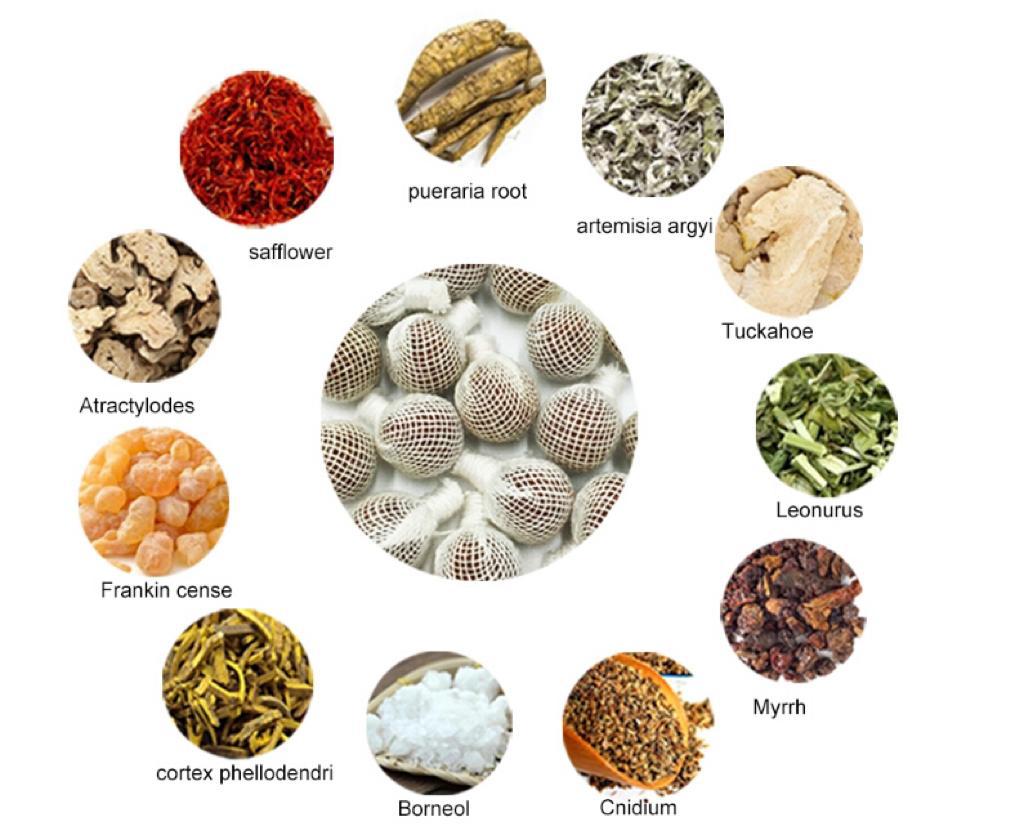 pueraria root
artemisia argyi
safflower
Tuckahoe
Atractylodes
Leonurus
Frankin cense
Myrrh
cortex phellodendri
Borneol
Cnidium